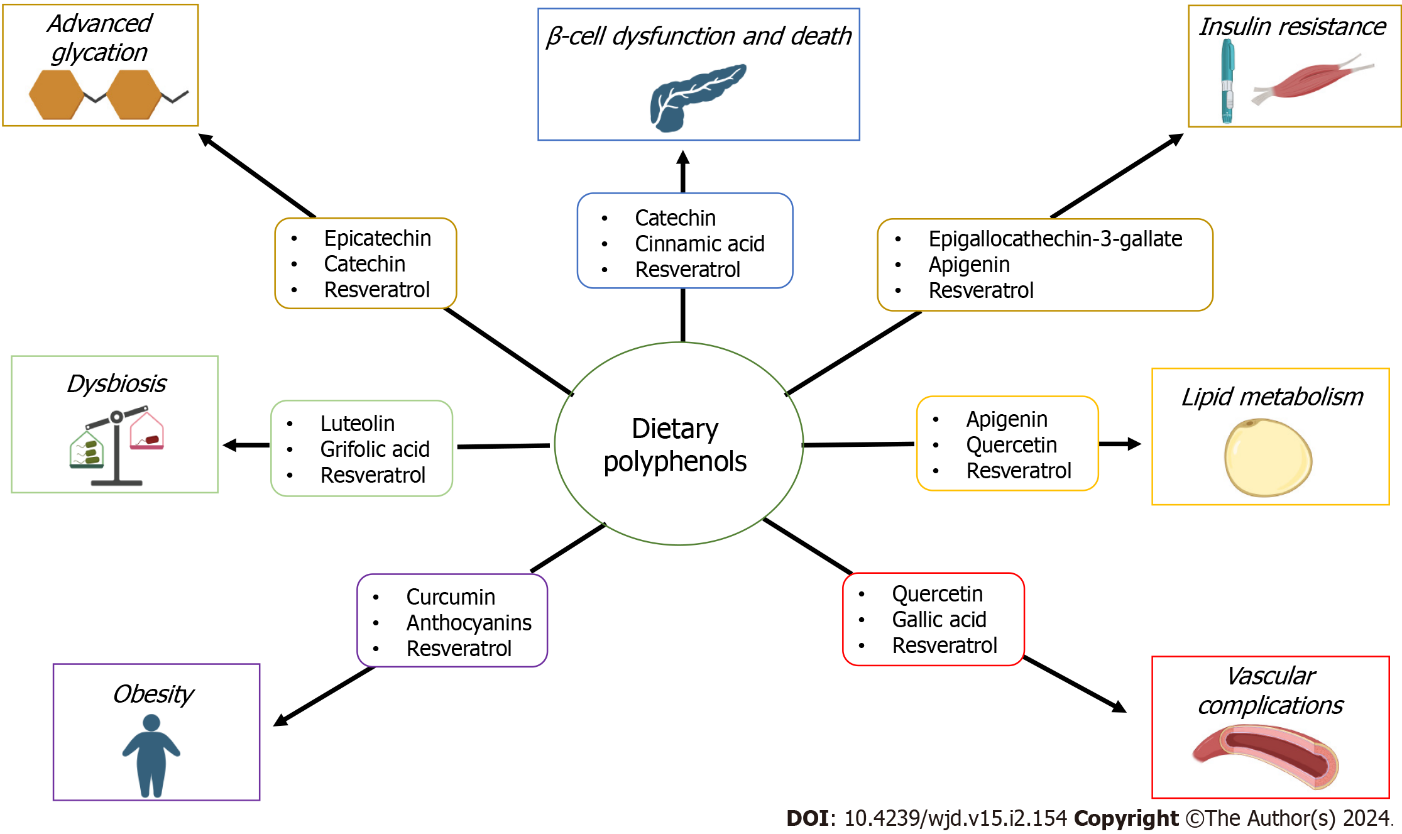 Advanced
glycation
β-cell dysfunction and death
Insulin resistance
• Epicatechin
• Catechin
• Resveratrol
• Catechin
• Cinnamic acid
• Resveratrol
• Epigallocathechin-3-gallate
• Apigenin
• Resveratrol
Dysbiosis
• Luteolin
• Grifolic acid
• Resveratrol
Dietary
polyphenols
• Apigenin
• Quercetin
• Resveratrol
Lipid metabolism
• Curcumin
• Anthocyanins
• Resveratrol
• Quercetin
• Gallic acid
• Resveratrol
Obesity
Vascular
complications
DOI: 10.4239/wjd.v15.i2.154 Copyright ©The Author(s) 2024.